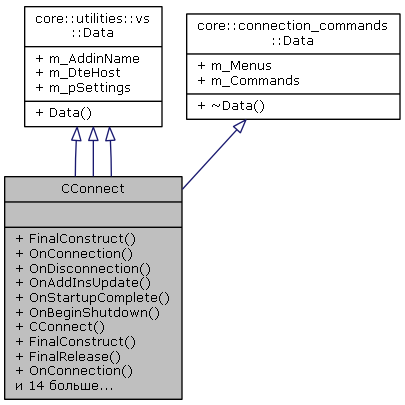 core::utilities::vs
::Data
+ m_AddinName
+ m_DteHost
+ m_pSettings
+ Data()
core::connection_commands
::Data
+ m_Menus
+ m_Commands
+ ~Data()
CConnect
+ FinalConstruct()
+ OnConnection()
+ OnDisconnection()
+ OnAddInsUpdate()
+ OnStartupComplete()
+ OnBeginShutdown()
+ CConnect()
+ FinalConstruct()
+ FinalRelease()
+ OnConnection()
и 14 больше...